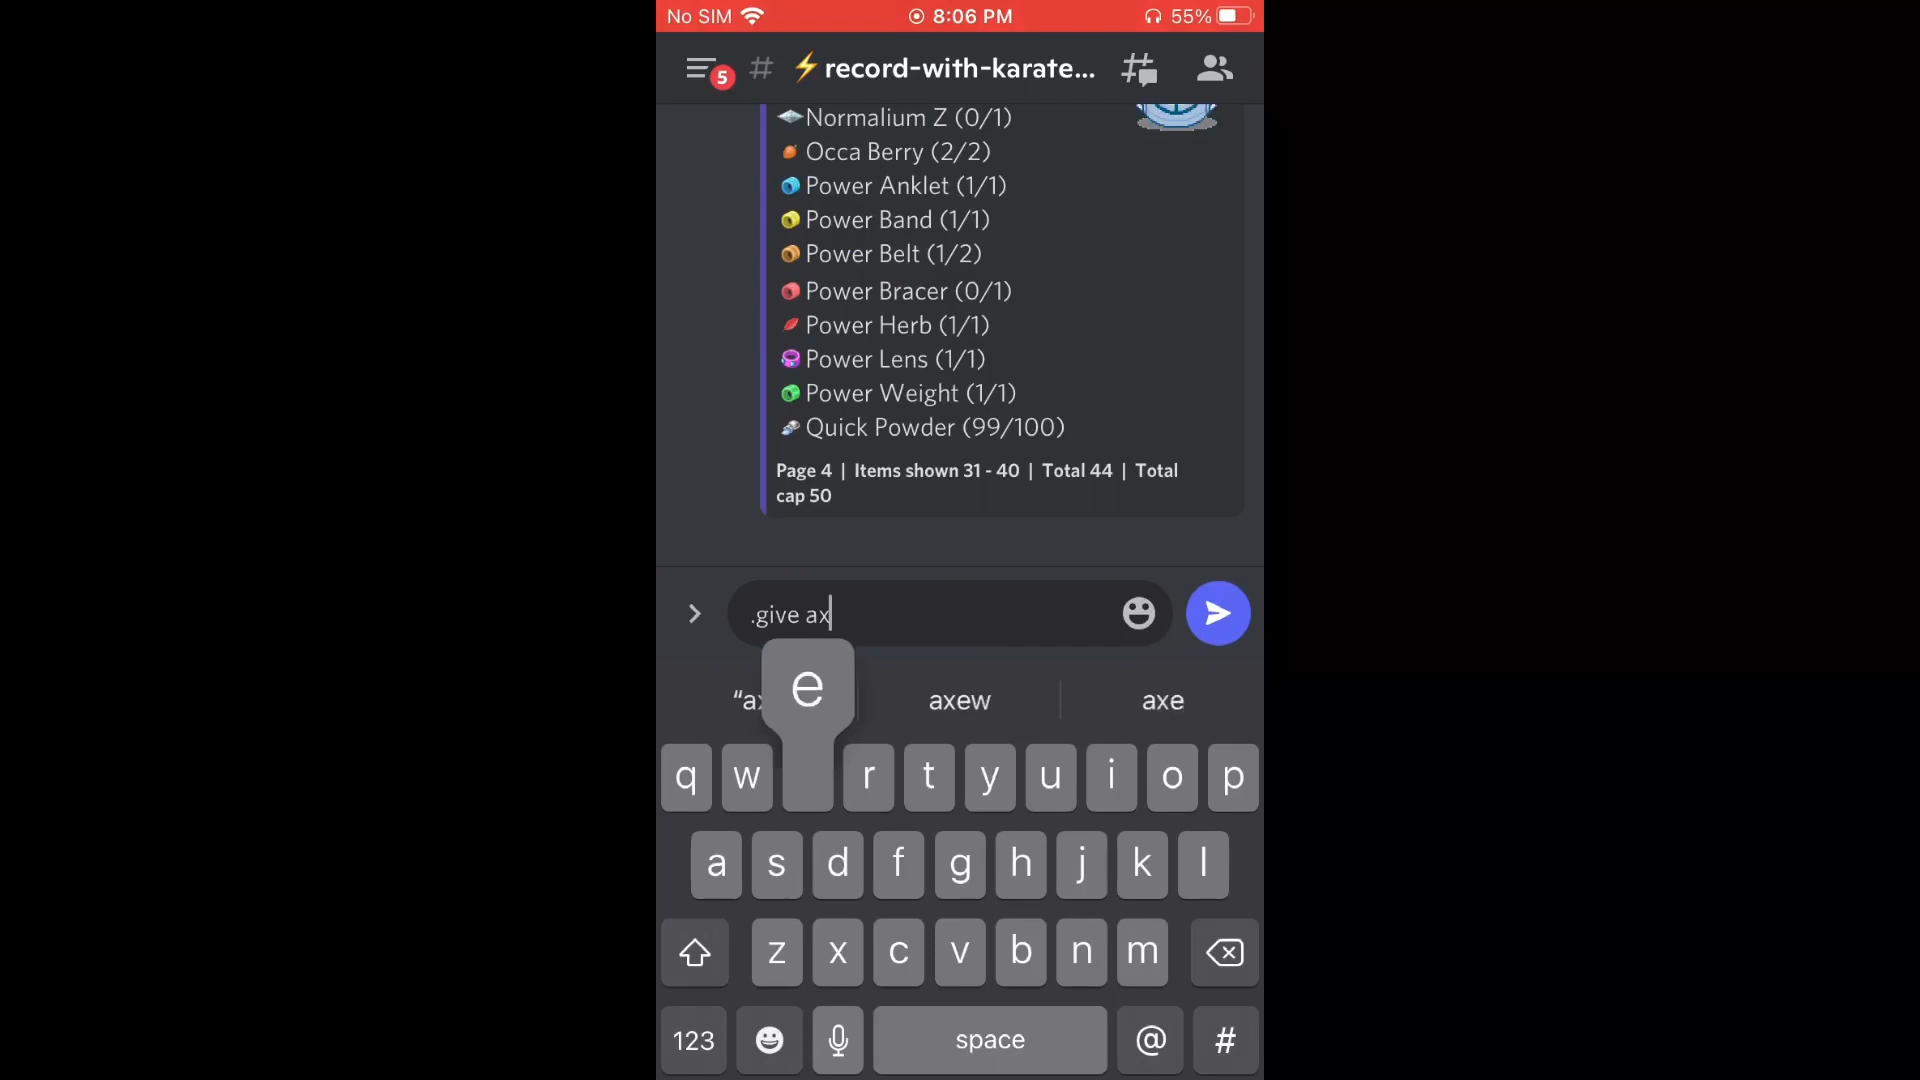 No SIM 8:06 PM 55%
5 # ⚡record-with-karate...
Normalium Z (0/1)
Occa Berry (2/2)
Power Anklet (1/1)
Power Band (1/1)
Power Belt (1/2)
Power Bracer (0/1)
Power Herb (1/1)
Power Lens (1/1)
Power Weight (1/1)
Quick Powder (99/100)
Page 4 | Items shown 31 - 40 | Total 44 | Total
cap 50
.give ax
e
axew axe
q w r t y u i o p
a s d f g h j k l
z x c v b n m
123 space @ #